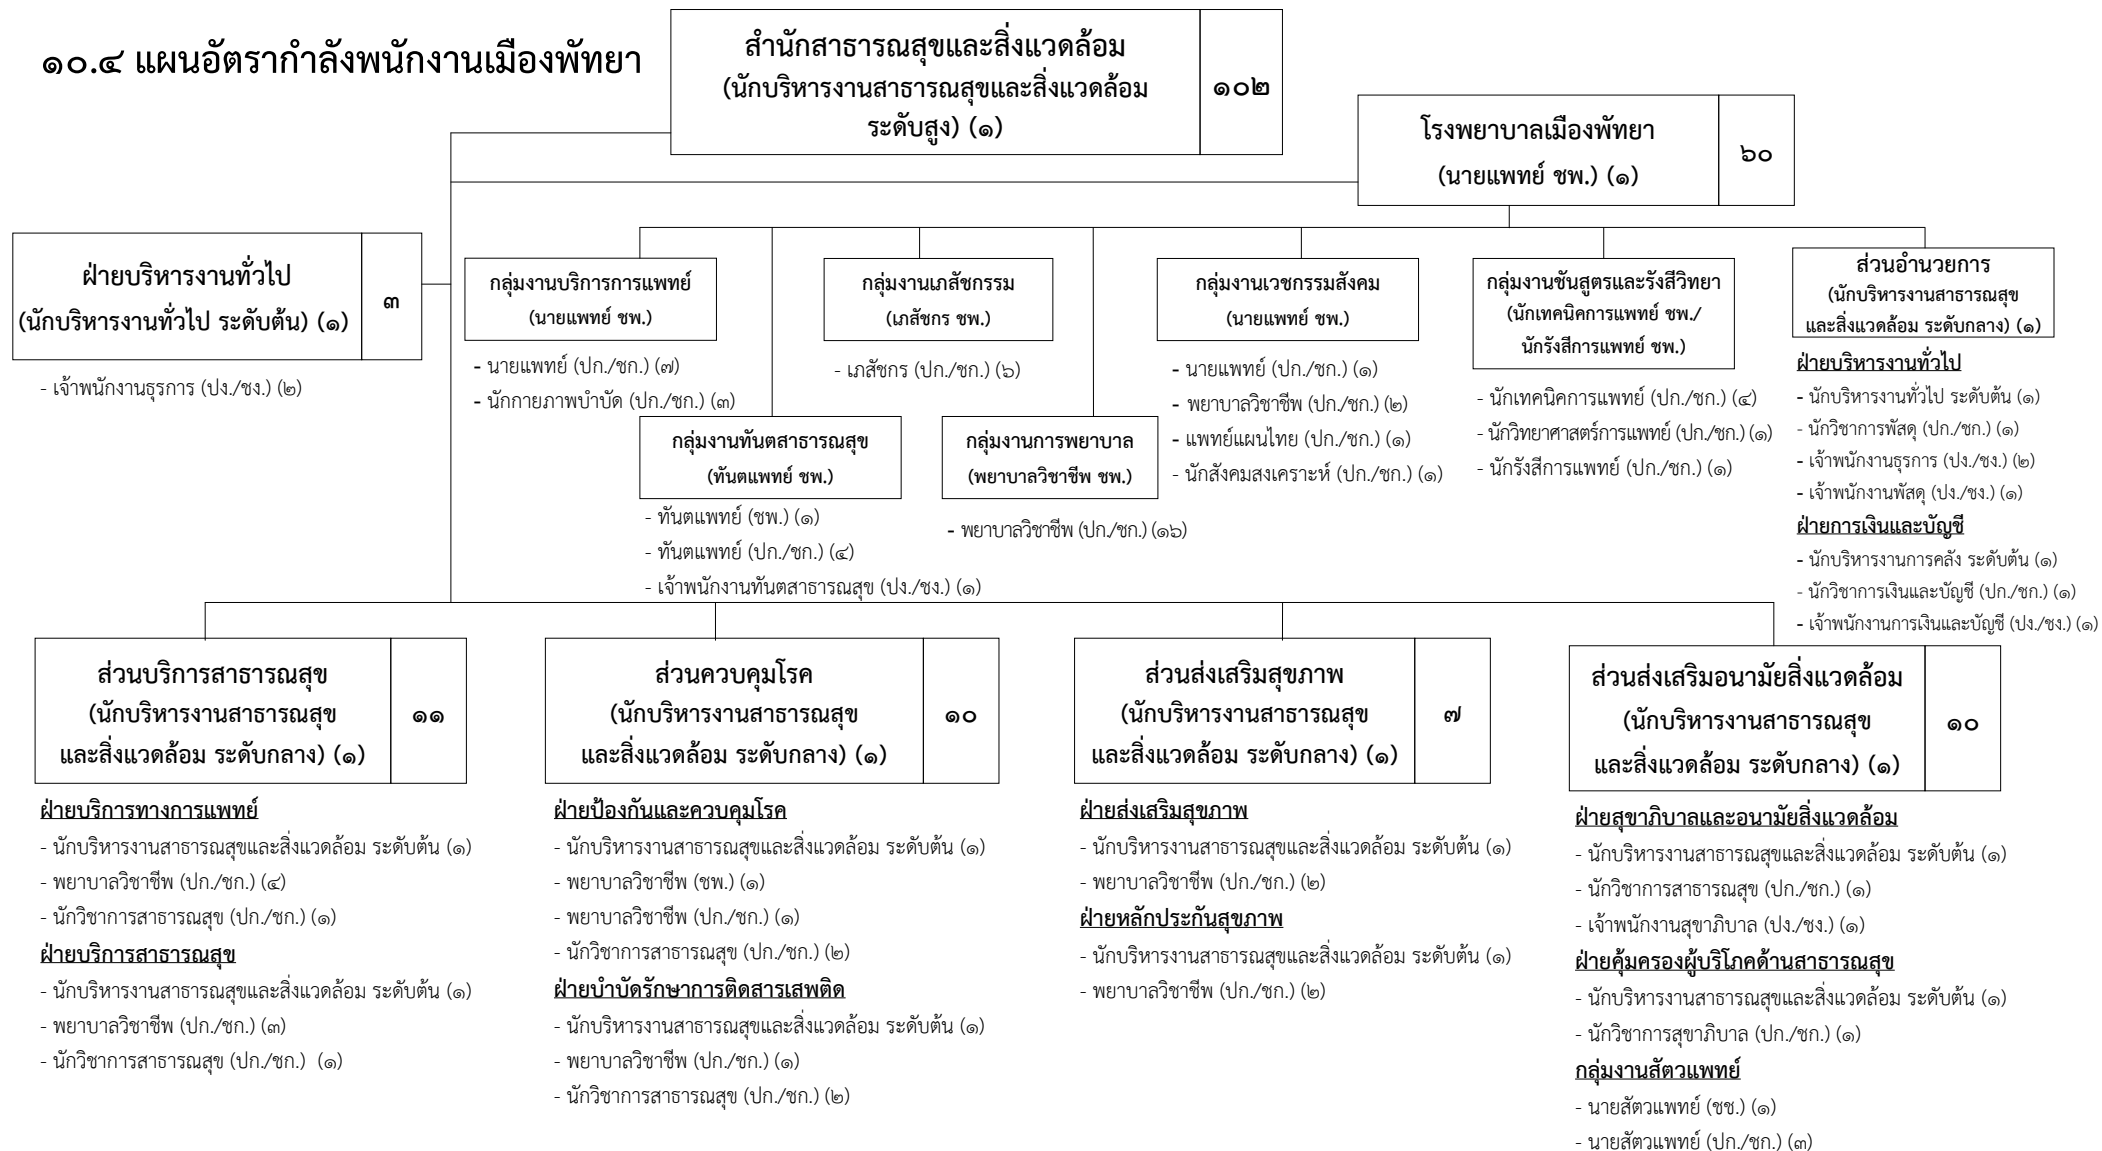 ๑๐.๔ แผนอัตรากำลังพนักงานเมืองพัทยา
สำนักสาธารณสุขและสิ่งแวดล้อม
(นักบริหารงานสาธารณสุขและสิ่งแวดล้อม
ระดับสูง) (๑)
๑๐๒
โรงพยาบาลเมืองพัทยา
(นายแพทย์ ชพ.) (๑)
๖๐
ฝ่ายบริหารงานทั่วไป
(นักบริหารงานทั่วไป ระดับต้น) (๑)
๓
- เจ้าพนักงานธุรการ (ปง./ชง.) (๒)
กลุ่มงานบริการการแพทย์
(นายแพทย์ ชพ.)
- นายแพทย์ (ปก./ชก.) (๗)
- นักกายภาพบำบัด (ปก./ชก.) (๓)
กลุ่มงานทันตสาธารณสุข
(ทันตแพทย์ ชพ.)
- ทันตแพทย์ (ชพ.) (๑)
- ทันตแพทย์ (ปก./ชก.) (๔)
- เจ้าพนักงานทันตสาธารณสุข (ปง./ชง.) (๑)
กลุ่มงานเภสัชกรรม
(เภสัชกร ชพ.)
- เภสัชกร (ปก./ชก.) (๖)
กลุ่มงานการพยาบาล
(พยาบาลวิชาชีพ ชพ.)
- พยาบาลวิชาชีพ (ปก./ชก.) (๑๖)
กลุ่มงานเวชกรรมสังคม
(นายแพทย์ ชพ.)
- นายแพทย์ (ปก./ชก.) (๑)
- พยาบาลวิชาชีพ (ปก./ชก.) (๒)
- แพทย์แผนไทย (ปก./ชก.) (๑)
- นักสังคมสงเคราะห์ (ปก./ชก.) (๑)
กลุ่มงานชันสูตรและรังสีวิทยา
(นักเทคนิคการแพทย์ ชพ./
นักรังสีการแพทย์ ชพ.)
- นักเทคนิคการแพทย์ (ปก./ชก.) (๔)
- นักวิทยาศาสตร์การแพทย์ (ปก./ชก.) (๑)
- นักรังสีการแพทย์ (ปก./ชก.) (๑)
ส่วนอำนวยการ
(นักบริหารงานสาธารณสุข
และสิ่งแวดล้อม ระดับกลาง) (๑)
ฝ่ายบริหารงานทั่วไป
- นักบริหารงานทั่วไป ระดับต้น (๑)
- นักวิชาการพัสดุ (ปก./ชก.) (๑)
- เจ้าพนักงานธุรการ (ปง./ชง.) (๒)
- เจ้าพนักงานพัสดุ (ปง./ชง.) (๑)
ฝ่ายการเงินและบัญชี
- นักบริหารงานการคลัง ระดับต้น (๑)
- นักวิชาการเงินและบัญชี (ปก./ชก.) (๑)
- เจ้าพนักงานการเงินและบัญชี (ปง./ชง.) (๑)
ส่วนบริการสาธารณสุข
(นักบริหารงานสาธารณสุข
และสิ่งแวดล้อม ระดับกลาง) (๑)
๑๑
ฝ่ายบริการทางการแพทย์
- นักบริหารงานสาธารณสุขและสิ่งแวดล้อม ระดับต้น (๑)
- พยาบาลวิชาชีพ (ปก./ชก.) (๔)
- นักวิชาการสาธารณสุข (ปก./ชก.) (๑)
ฝ่ายบริการสาธารณสุข
- นักบริหารงานสาธารณสุขและสิ่งแวดล้อม ระดับต้น (๑)
- พยาบาลวิชาชีพ (ปก./ชก.) (๓)
- นักวิชาการสาธารณสุข (ปก./ชก.) (๑)
ส่วนควบคุมโรค
(นักบริหารงานสาธารณสุข
และสิ่งแวดล้อม ระดับกลาง) (๑)
๑๐
ฝ่ายป้องกันและควบคุมโรค
- นักบริหารงานสาธารณสุขและสิ่งแวดล้อม ระดับต้น (๑)
- พยาบาลวิชาชีพ (ชพ.) (๑)
- พยาบาลวิชาชีพ (ปก./ชก.) (๑)
- นักวิชาการสาธารณสุข (ปก./ชก.) (๒)
ฝ่ายบำบัดรักษาการติดสารเสพติด
- นักบริหารงานสาธารณสุขและสิ่งแวดล้อม ระดับต้น (๑)
- พยาบาลวิชาชีพ (ปก./ชก.) (๑)
- นักวิชาการสาธารณสุข (ปก./ชก.) (๒)
ส่วนส่งเสริมสุขภาพ
(นักบริหารงานสาธารณสุข
และสิ่งแวดล้อม ระดับกลาง) (๑)
๗
ฝ่ายส่งเสริมสุขภาพ
- นักบริหารงานสาธารณสุขและสิ่งแวดล้อม ระดับต้น (๑)
- พยาบาลวิชาชีพ (ปก./ชก.) (๒)
ฝ่ายหลักประกันสุขภาพ
- นักบริหารงานสาธารณสุขและสิ่งแวดล้อม ระดับต้น (๑)
- พยาบาลวิชาชีพ (ปก./ชก.) (๒)
ส่วนส่งเสริมอนามัยสิ่งแวดล้อม
(นักบริหารงานสาธารณสุข
และสิ่งแวดล้อม ระดับกลาง) (๑)
๑๐
ฝ่ายสุขาภิบาลและอนามัยสิ่งแวดล้อม
- นักบริหารงานสาธารณสุขและสิ่งแวดล้อม ระดับต้น (๑)
- นักวิชาการสาธารณสุข (ปก./ชก.) (๑)
- เจ้าพนักงานสุขาภิบาล (ปง./ชง.) (๑)
ฝ่ายคุ้มครองผู้บริโภคด้านสาธารณสุข
- นักบริหารงานสาธารณสุขและสิ่งแวดล้อม ระดับต้น (๑)
- นักวิชาการสุขาภิบาล (ปก./ชก.) (๑)
กลุ่มงานสัตวแพทย์
- นายสัตวแพทย์ (ชช.) (๑)
- นายสัตวแพทย์ (ปก./ชก.) (๓)